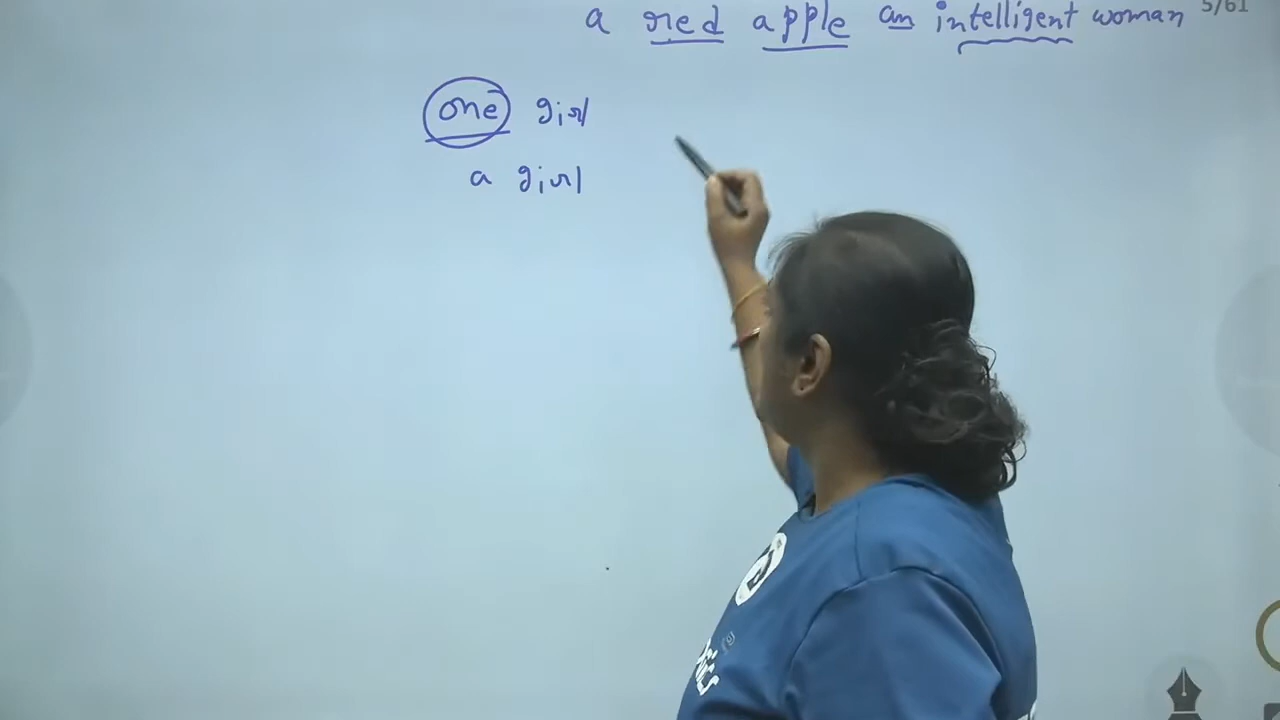 a red apple an intelligent woman 5/61
one girl
a girl